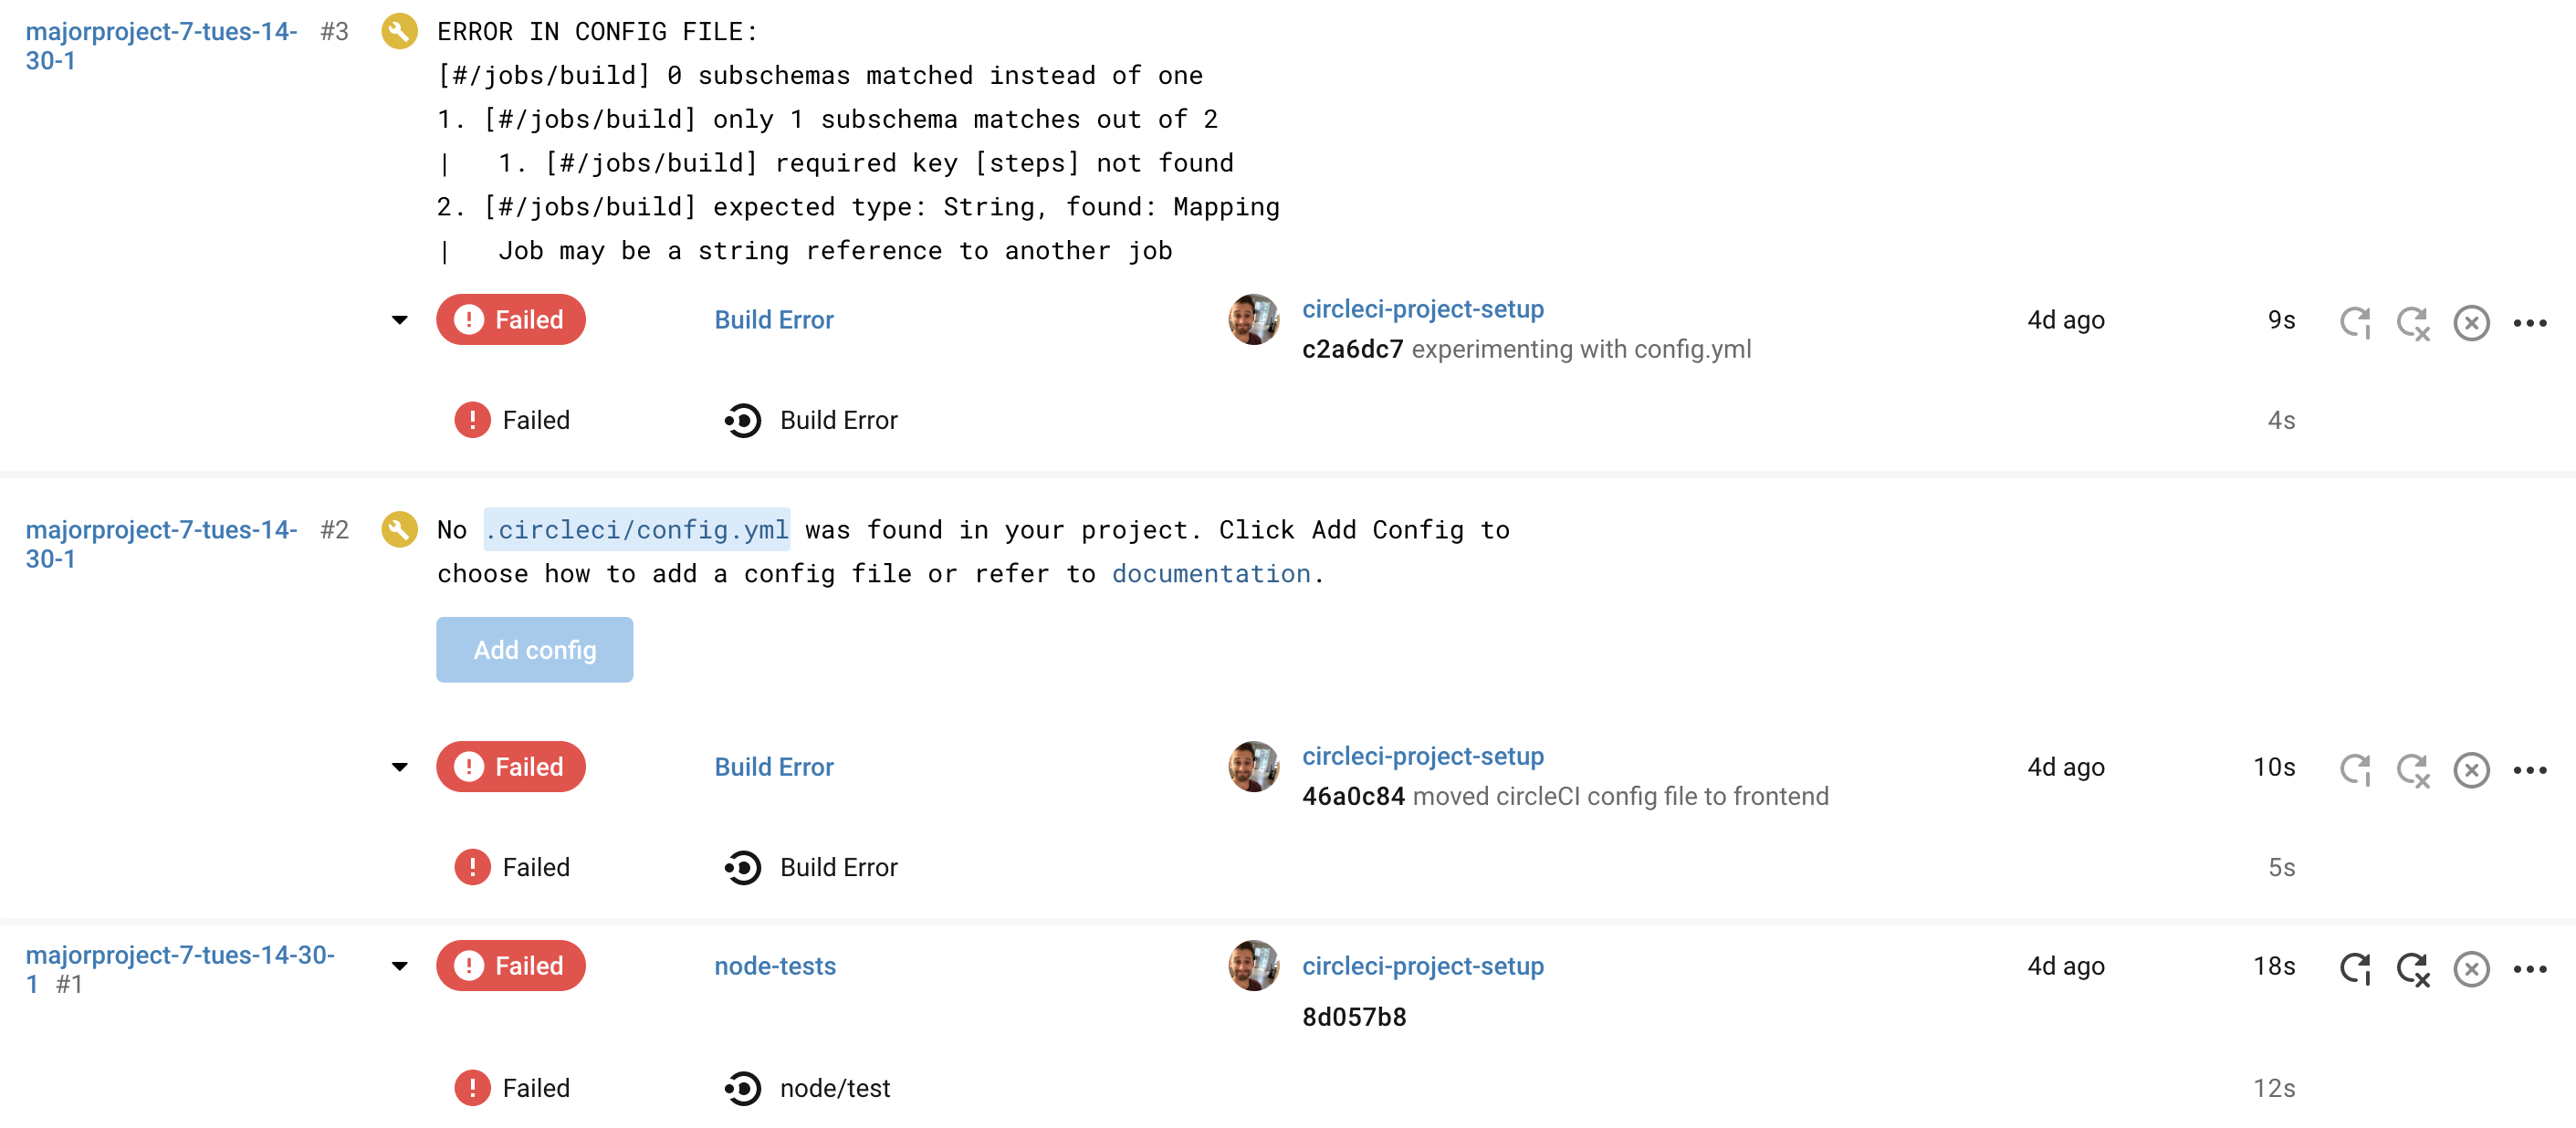 majorproject-7-tues-14-
30-1
#3
ERROR IN CONFIG FILE:
[#/jobs/build] 0 subschemas matched instead of one
1. [#/jobs/build] only 1 subschema matches out of 2
|   1. [#/jobs/build] required key [steps] not found
2. [#/jobs/build] expected type: String, found: Mapping
|   Job may be a string reference to another job
Failed
Build Error
circleci-project-setup
c2a6dc7 experimenting with config.yml
4d ago
9s
Failed
Build Error
4s
majorproject-7-tues-14-
30-1
#2
No .circleci/config.yml was found in your project. Click Add Config to
choose how to add a config file or refer to documentation.
Add config
Failed
Build Error
circleci-project-setup
46a0c84 moved circleCI config file to frontend
4d ago
10s
Failed
Build Error
5s
majorproject-7-tues-14-30-
1 #1
Failed
node-tests
circleci-project-setup
8d057b8
4d ago
18s
Failed
node/test
12s